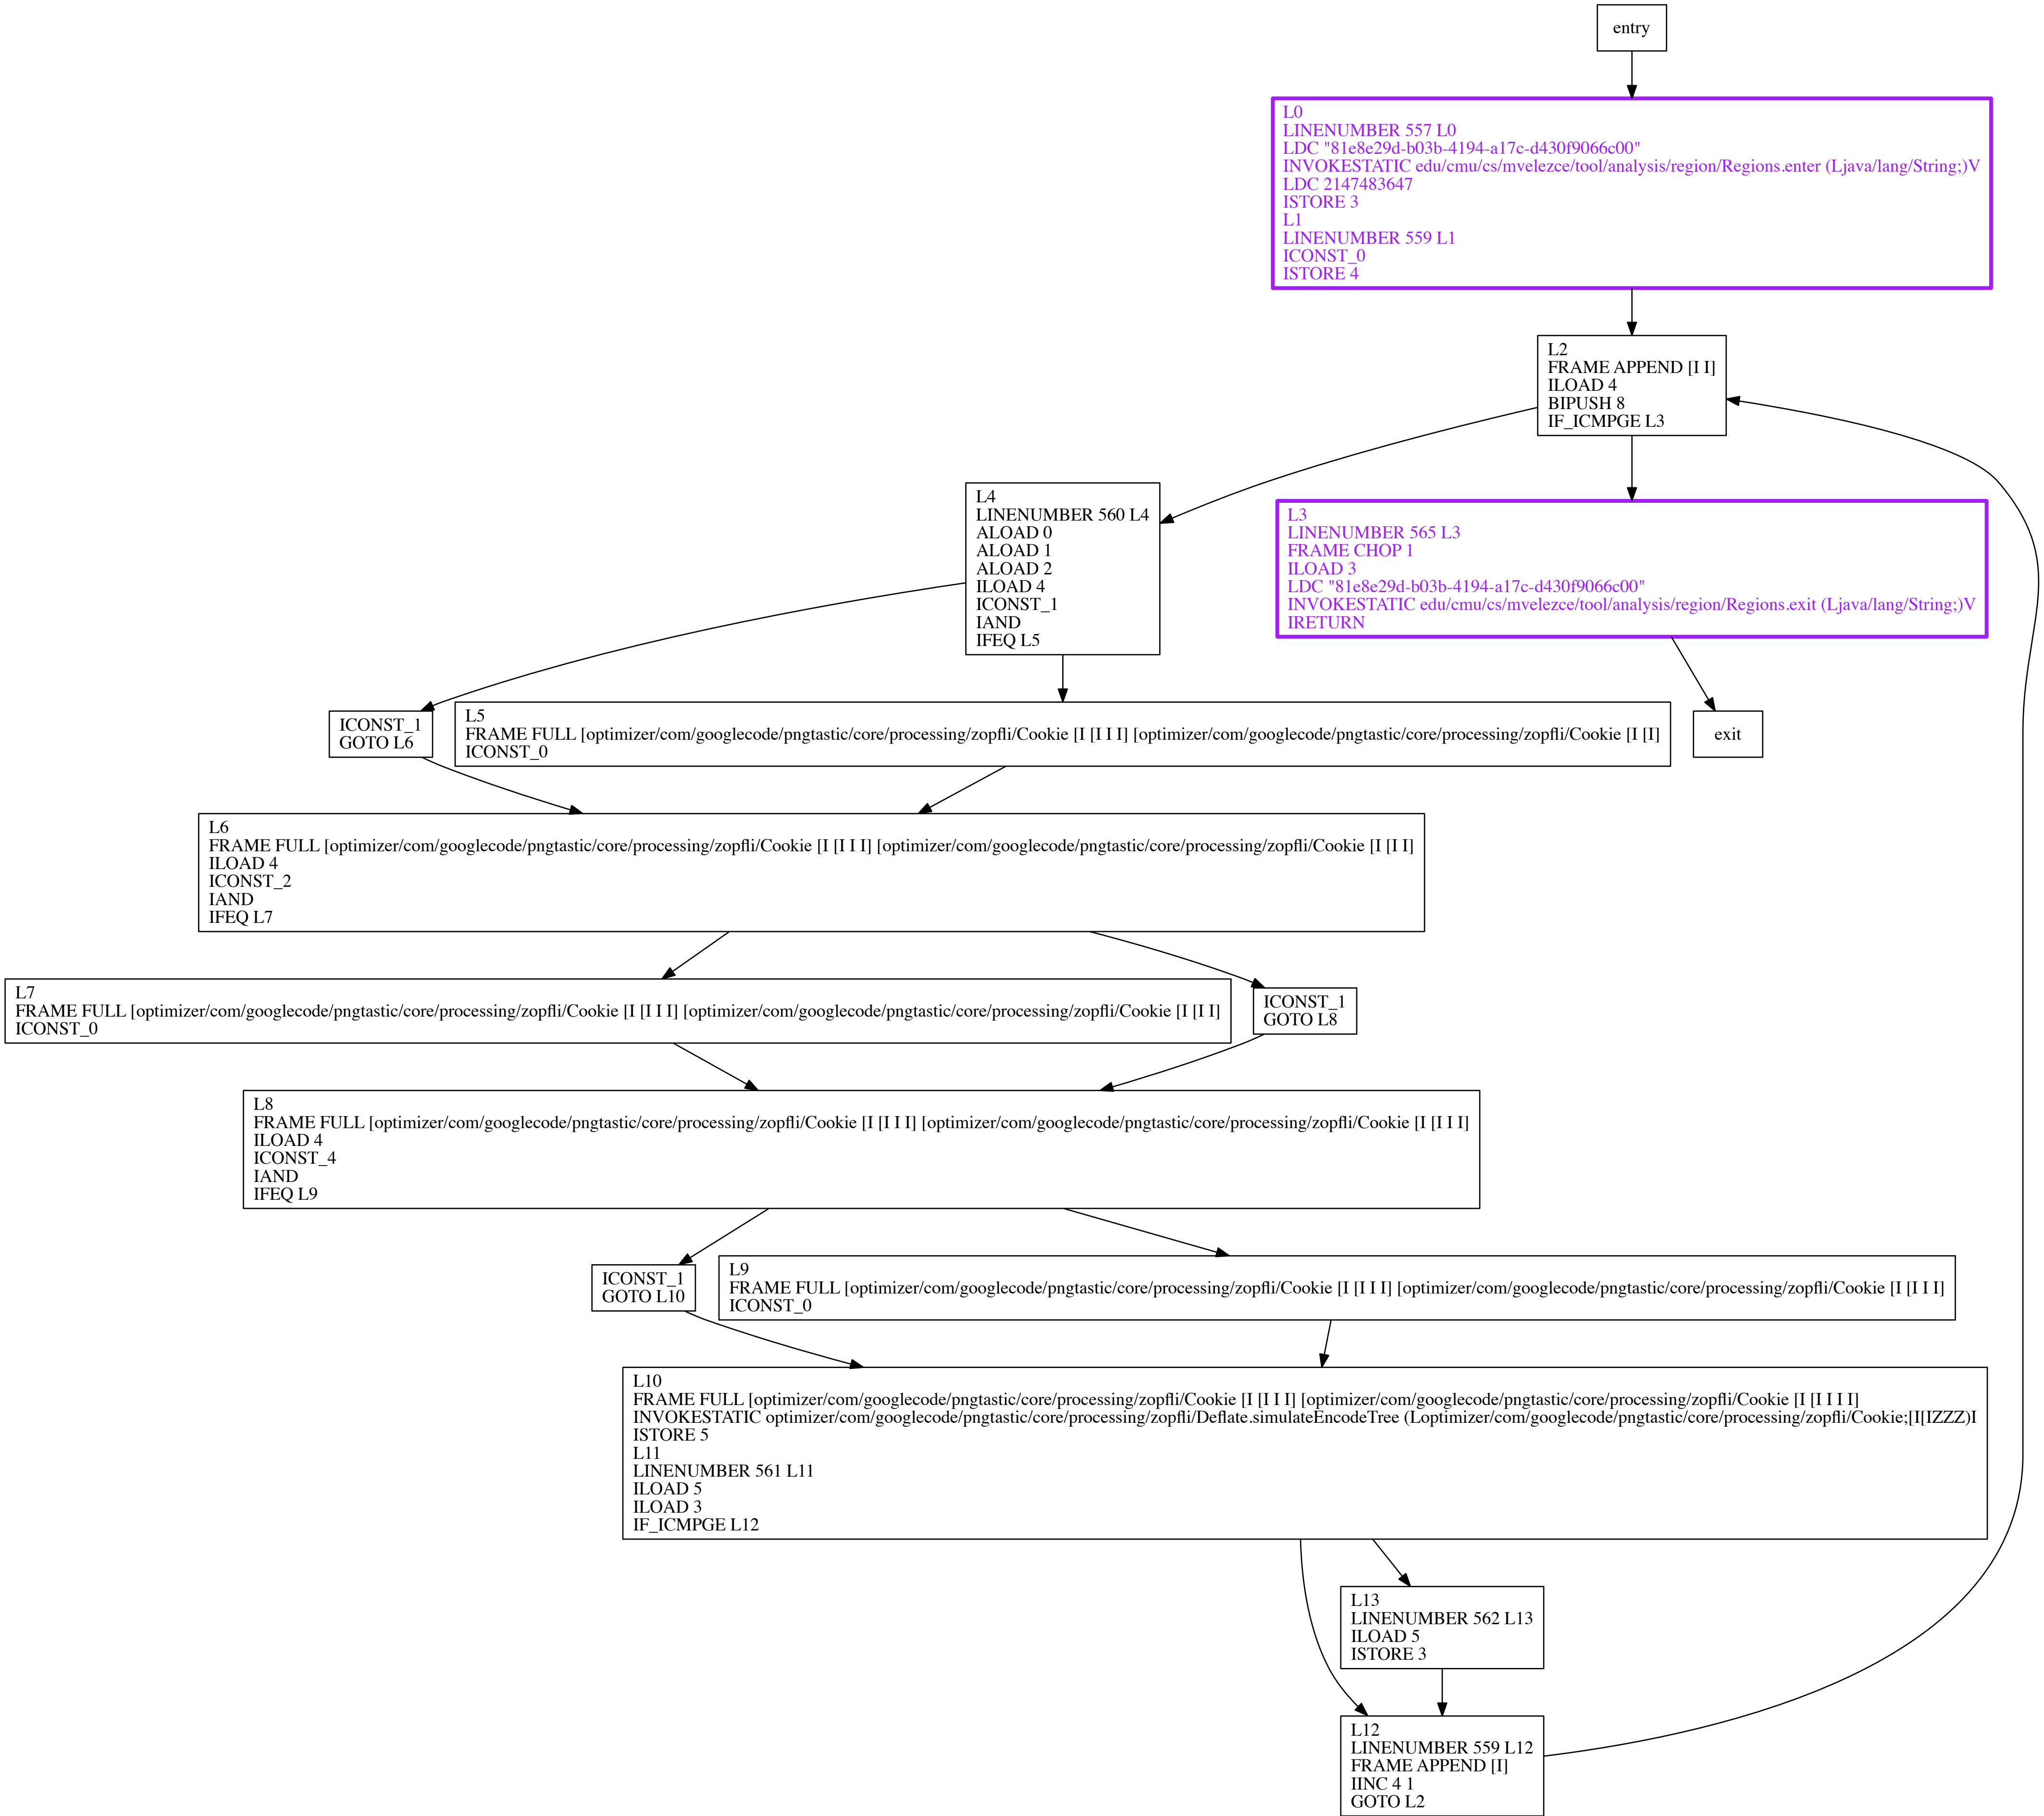 entry
L0
LINENUMBER 557 L0
LDC "81e8e29d-b03b-4194-a17c-d430f9066c00"
INVOKESTATIC edu/cmu/cs/mvelezce/tool/analysis/region/Regions.enter (Ljava/lang/String;)V
LDC 2147483647
ISTORE 3
L1
LINENUMBER 559 L1
ICONST_0
ISTORE 4
L2
FRAME APPEND [I I]
ILOAD 4
BIPUSH 8
IF_ICMPGE L3
L4
LINENUMBER 560 L4
ALOAD 0
ALOAD 1
ALOAD 2
ILOAD 4
ICONST_1
IAND
IFEQ L5
L3
LINENUMBER 565 L3
FRAME CHOP 1
ILOAD 3
LDC "81e8e29d-b03b-4194-a17c-d430f9066c00"
INVOKESTATIC edu/cmu/cs/mvelezce/tool/analysis/region/Regions.exit (Ljava/lang/String;)V
IRETURN
ICONST_1
GOTO L6
L5
FRAME FULL [optimizer/com/googlecode/pngtastic/core/processing/zopfli/Cookie [I [I I I] [optimizer/com/googlecode/pngtastic/core/processing/zopfli/Cookie [I [I]
ICONST_0
exit
L6
FRAME FULL [optimizer/com/googlecode/pngtastic/core/processing/zopfli/Cookie [I [I I I] [optimizer/com/googlecode/pngtastic/core/processing/zopfli/Cookie [I [I I]
ILOAD 4
ICONST_2
IAND
IFEQ L7
L7
FRAME FULL [optimizer/com/googlecode/pngtastic/core/processing/zopfli/Cookie [I [I I I] [optimizer/com/googlecode/pngtastic/core/processing/zopfli/Cookie [I [I I]
ICONST_0
ICONST_1
GOTO L8
L8
FRAME FULL [optimizer/com/googlecode/pngtastic/core/processing/zopfli/Cookie [I [I I I] [optimizer/com/googlecode/pngtastic/core/processing/zopfli/Cookie [I [I I I]
ILOAD 4
ICONST_4
IAND
IFEQ L9
ICONST_1
GOTO L10
L9
FRAME FULL [optimizer/com/googlecode/pngtastic/core/processing/zopfli/Cookie [I [I I I] [optimizer/com/googlecode/pngtastic/core/processing/zopfli/Cookie [I [I I I]
ICONST_0
L10
FRAME FULL [optimizer/com/googlecode/pngtastic/core/processing/zopfli/Cookie [I [I I I] [optimizer/com/googlecode/pngtastic/core/processing/zopfli/Cookie [I [I I I I]
INVOKESTATIC optimizer/com/googlecode/pngtastic/core/processing/zopfli/Deflate.simulateEncodeTree (Loptimizer/com/googlecode/pngtastic/core/processing/zopfli/Cookie;[I[IZZZ)I
ISTORE 5
L11
LINENUMBER 561 L11
ILOAD 5
ILOAD 3
IF_ICMPGE L12
L13
LINENUMBER 562 L13
ILOAD 5
ISTORE 3
L12
LINENUMBER 559 L12
FRAME APPEND [I]
IINC 4 1
GOTO L2